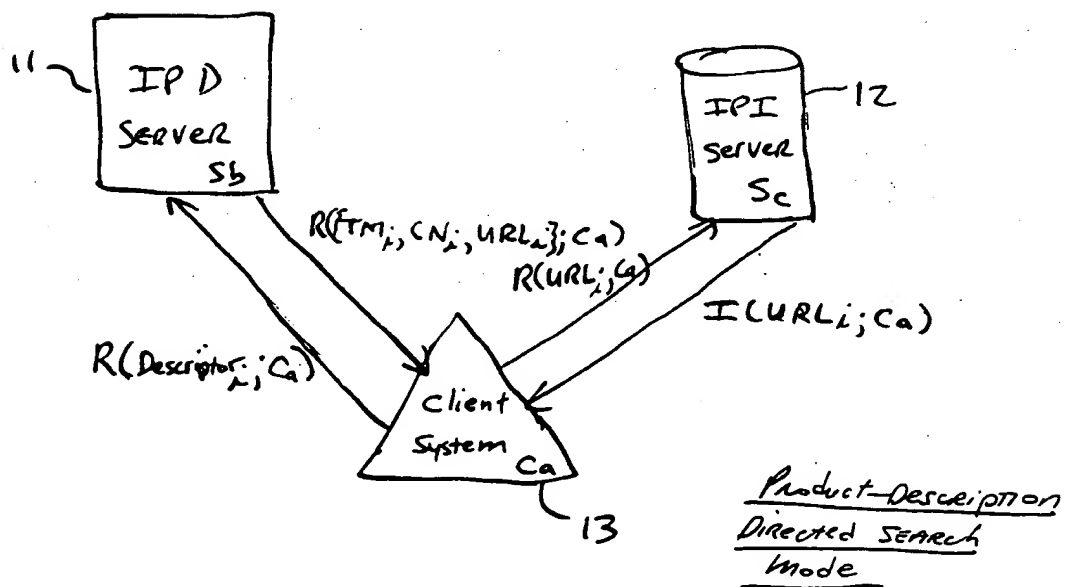 11
IPD
Server
Sb
IPI
Server
Sc
12
R({TMi, CNi, URLi}; Ca)
R(URLi; Ca)
I(URLi; Ca)
R(Descriptori; Ca)
Client
System
Ca
13
Product-Description
Directed Search
Mode